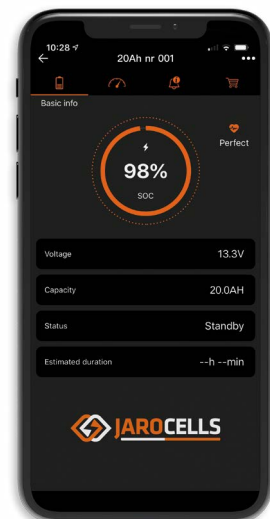 10:28
20Ah nr 001
Basic info
Perfect
98%
SOC
Voltage 13.3V
Capacity 20.0AH
Status Standby
Estimated duration --h --min
JAROCELLS